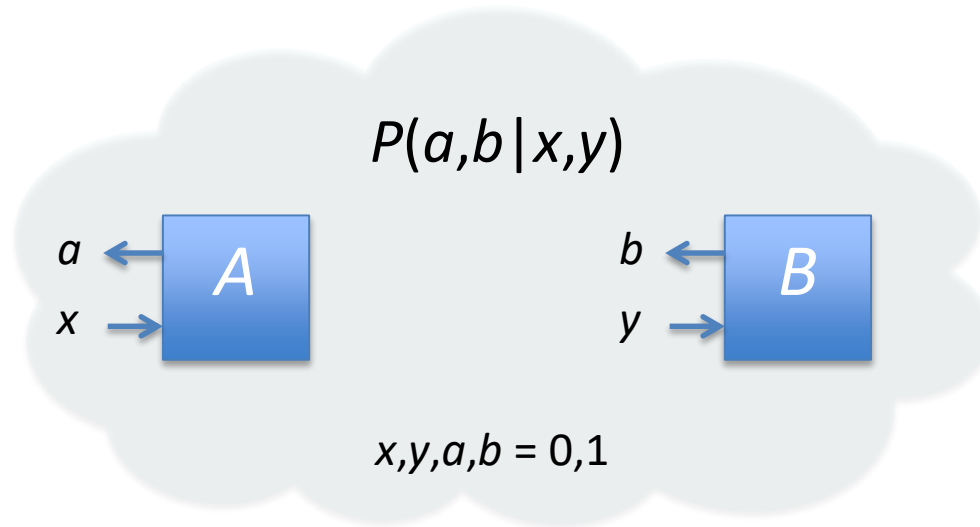 P(a,b|x,y)
a
A
x
b
B
y
x,y,a,b = 0,1